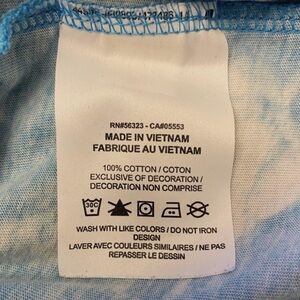 RN#56323 - CA#05553
MADE IN VIETNAM
FABRIQUE AU VIETNAM
100% COTTON / COTON
EXCLUSIVE OF DECORATION /
DECORATION NON COMPRISE
30C
WASH WITH LIKE COLORS / DO NOT IRON
DESIGN
LAVER AVEC COULEURS SIMILAIRES / NE PAS
REPASSER LE DESSIN